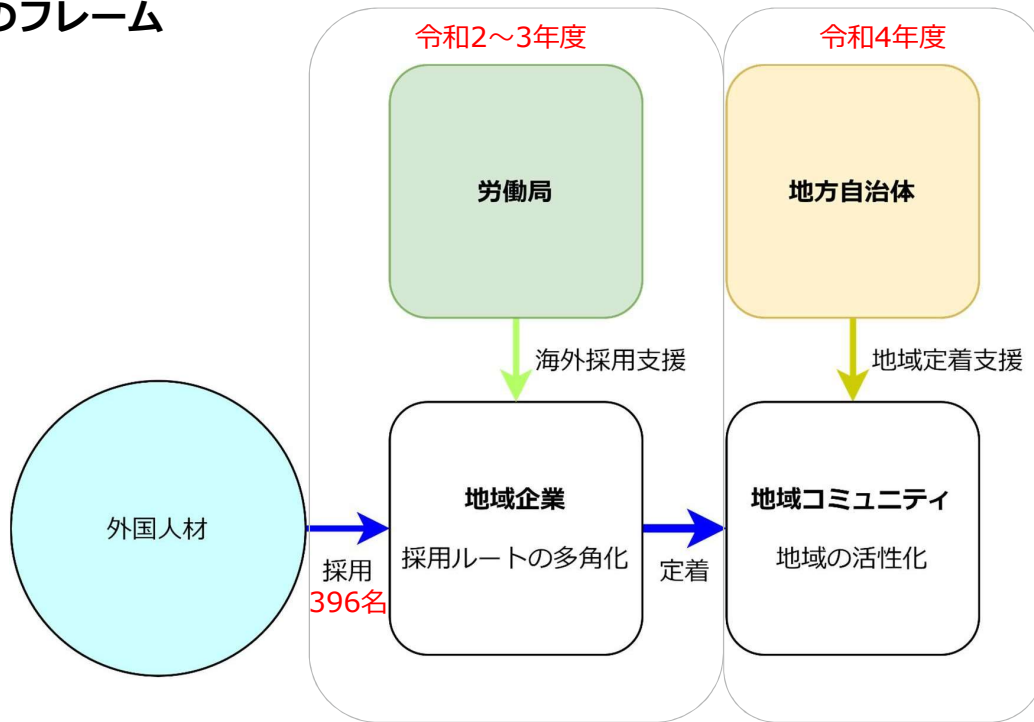 のフレーム
令和2～3年度
令和4年度
労働局
地方自治体
海外採用支援
地域定着支援
外国人材
採用
396名
地域企業
採用ルートの多角化
定着
地域コミュニティ
地域の活性化